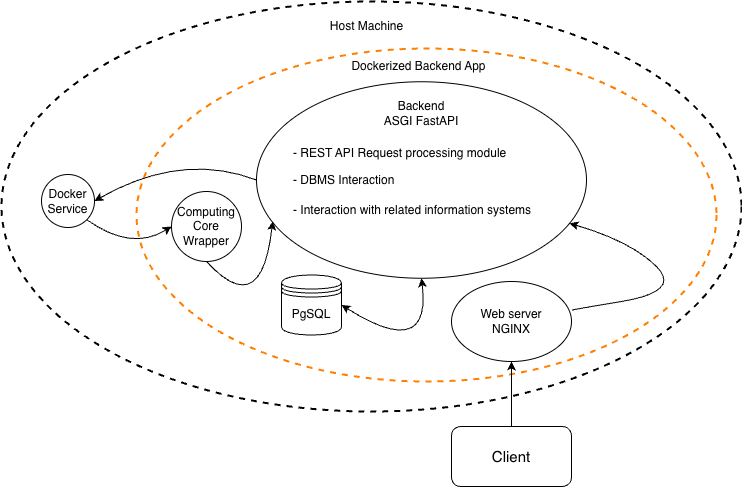 Host Machine
Dockerized Backend App
Backend
ASGI FastAPI
- REST API Request processing module
- DBMS Interaction
- Interaction with related information systems
Docker
Service
Computing
Core
Wrapper
PgSQL
Web server
NGINX
Client